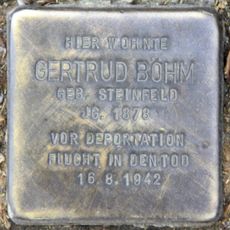 HIER WOHNTE
GERTRUD BÖHM
GEB. STEINFELD
JG. 1878
VOR DEPORTATION
FLUCHT IN DEN TOD
16.8.1942